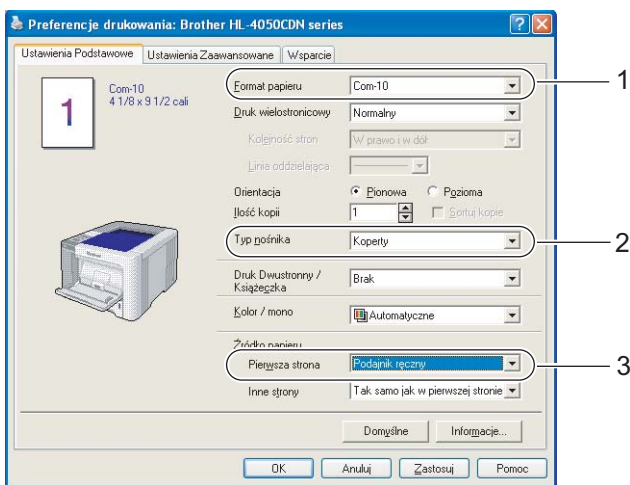 Preferencje drukowania: Brother HL-4050CDN series
Ustawienia Podstawowe Ustawienia Zaawansowane Wsparcie
1
Com-10
4 1/8 x 9 1/2 cali
Format papieru Com-10 1
Druk wielostronicowy Normalny
Kolejność stron W prawo i w dół
Linia oddzielająca
Orientacja Pionowa Pozioma
Ilość kopii 1 Sortuj kopie
Typ nośnika Koperty 2
Druk Dwustronny /
Książeczka Brak
Kolor / mono Automatyczne
Źródło papieru
Pierwsza strona Podajnik ręczny 3
Inne strony Tak samo jak w pierwszej stronie
Domyślne Informacje...
OK Anuluj Zastosuj Pomoc